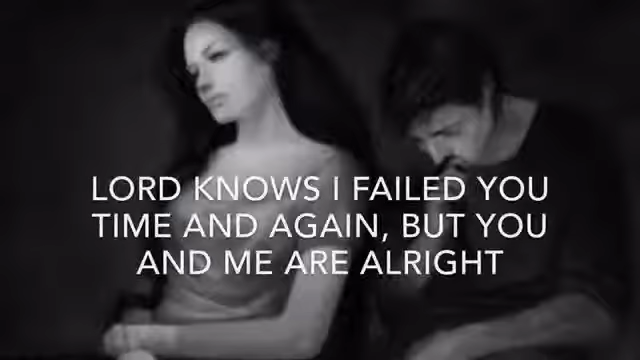 LORD KNOWS I FAILED YOU
TIME AND AGAIN, BUT YOU
AND ME ARE ALRIGHT